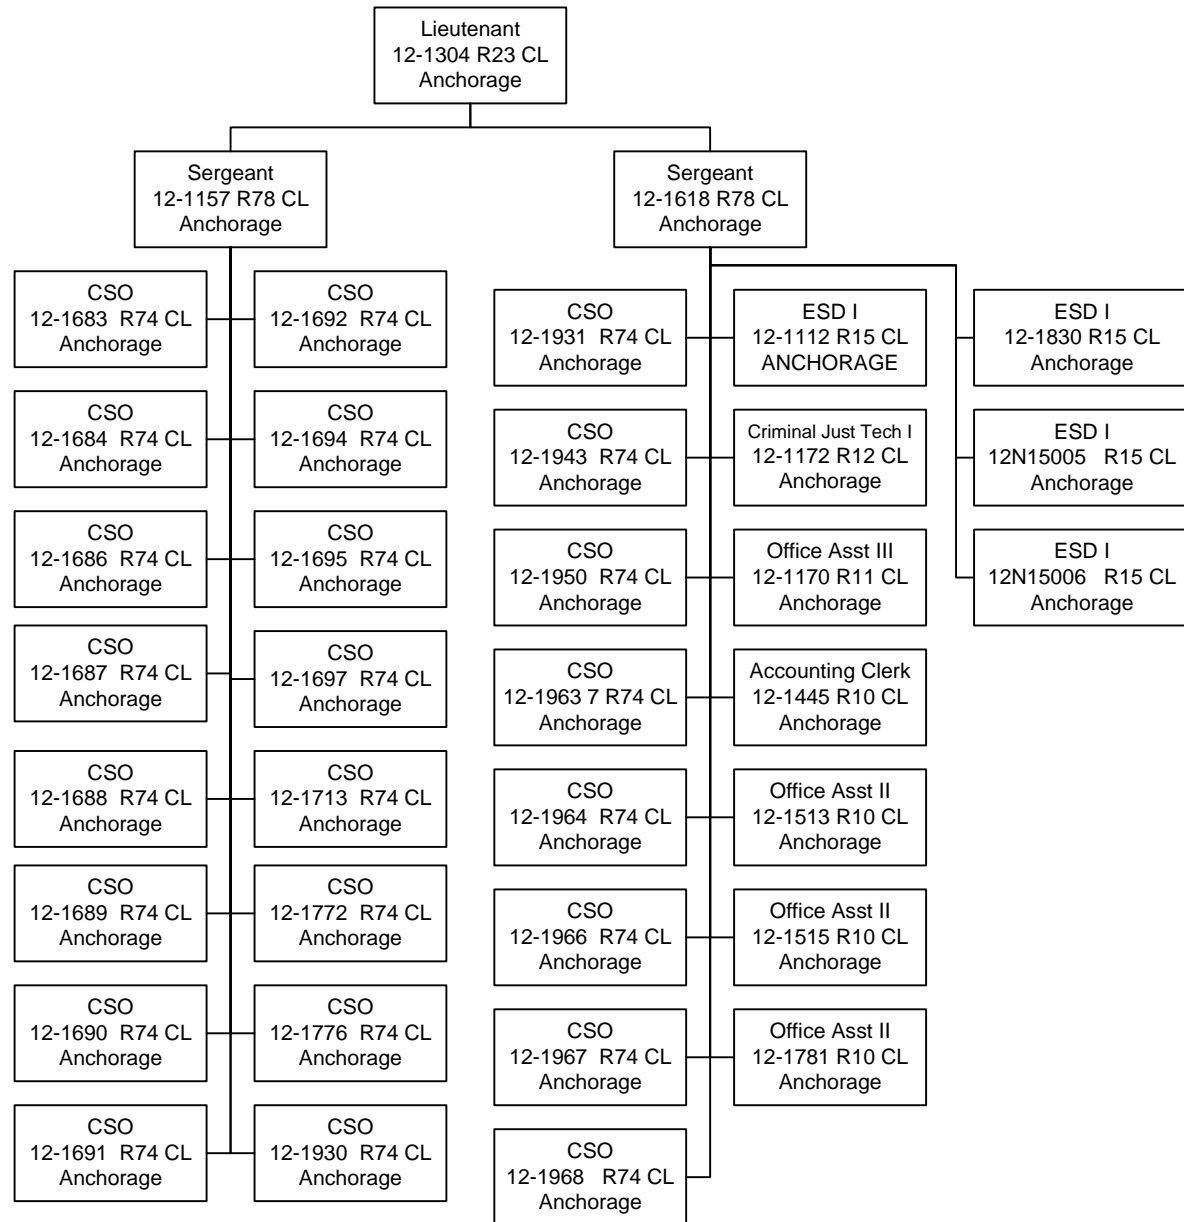 Lieutenant
12-1304 R23 CL
Anchorage
Sergeant
12-1157 R78 CL
Anchorage
Sergeant
12-1618 R78 CL
Anchorage
CSO
12-1683 R74 CL
Anchorage
CSO
12-1692 R74 CL
Anchorage
CSO
12-1684 R74 CL
Anchorage
CSO
12-1694 R74 CL
Anchorage
CSO
12-1686 R74 CL
Anchorage
CSO
12-1695 R74 CL
Anchorage
CSO
12-1687 R74 CL
Anchorage
CSO
12-1697 R74 CL
Anchorage
CSO
12-1688 R74 CL
Anchorage
CSO
12-1713 R74 CL
Anchorage
CSO
12-1689 R74 CL
Anchorage
CSO
12-1772 R74 CL
Anchorage
CSO
12-1690 R74 CL
Anchorage
CSO
12-1776 R74 CL
Anchorage
CSO
12-1691 R74 CL
Anchorage
CSO
12-1930 R74 CL
Anchorage
CSO
12-1931 R74 CL
Anchorage
ESD I
12-1112 R15 CL
ANCHORAGE
ESD I
12-1830 R15 CL
Anchorage
CSO
12-1943 R74 CL
Anchorage
Criminal Just Tech I
12-1172 R12 CL
Anchorage
ESD I
12N15005 R15 CL
Anchorage
CSO
12-1950 R74 CL
Anchorage
Office Asst III
12-1170 R11 CL
Anchorage
ESD I
12N15006 R15 CL
Anchorage
CSO
12-1963 7 R74 CL
Anchorage
Accounting Clerk
12-1445 R10 CL
Anchorage
CSO
12-1964 R74 CL
Anchorage
Office Asst II
12-1513 R10 CL
Anchorage
CSO
12-1966 R74 CL
Anchorage
Office Asst II
12-1515 R10 CL
Anchorage
CSO
12-1967 R74 CL
Anchorage
Office Asst II
12-1781 R10 CL
Anchorage
CSO
12-1968 R74 CL
Anchorage